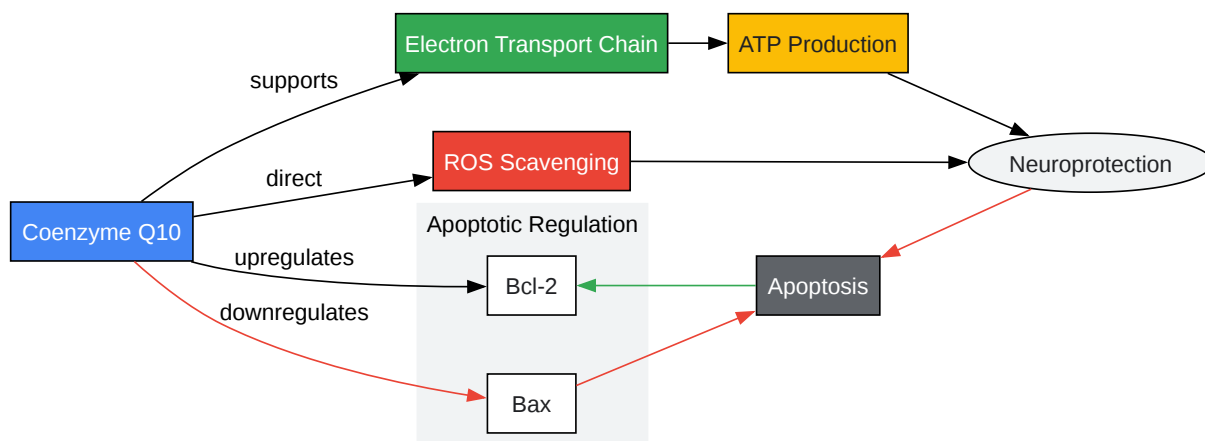 Electron Transport Chain
ATP Production
supports
ROS Scavenging
Neuroprotection
direct
Coenzyme Q10
Apoptotic Regulation
upregulates
Bcl-2
Apoptosis
downregulates
Bax